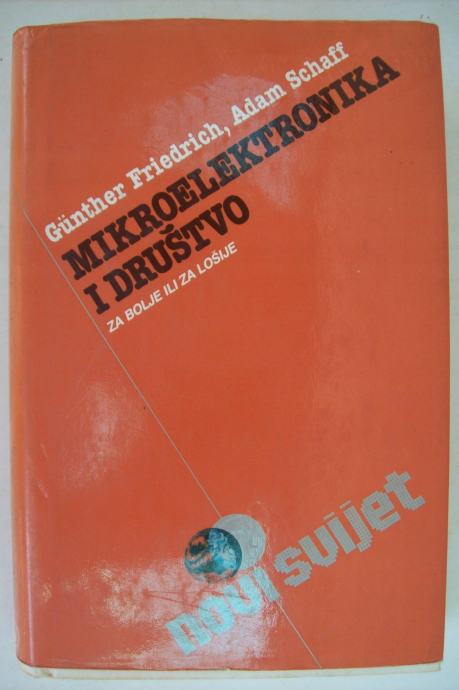 Günther Friedrich, Adam Schaff
MIKROELEKTRONIKA
I DRUŠTVO
ZA BOLJE ILI ZA LOŠIJE
novi svijet